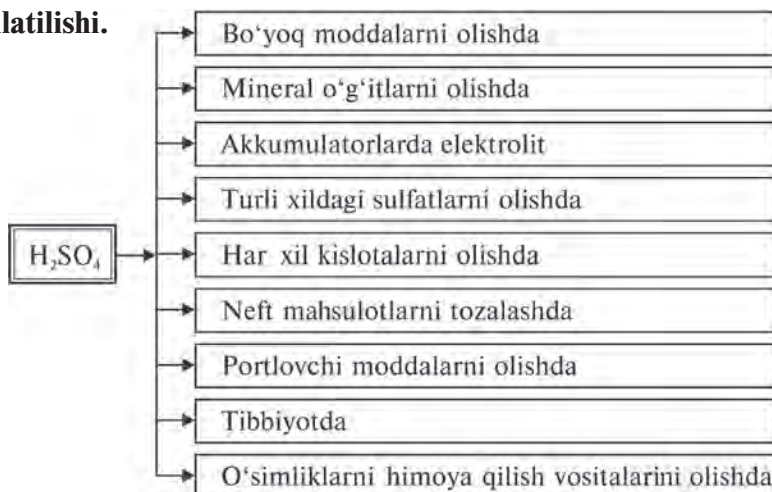 latilishi.
Bo‘yoq moddalarni olishda
Mineral o‘g‘itlarni olishda
Akkumulatorlarda elektrolit
Turli xildagi sulfatlarni olishda
H₂SO₄
Har xil kislotalarni olishda
Neft mahsulotlarni tozalashda
Portlovchi moddalarni olishda
Tibbiyotda
O‘simliklarni himoya qilish vositalarini olishda